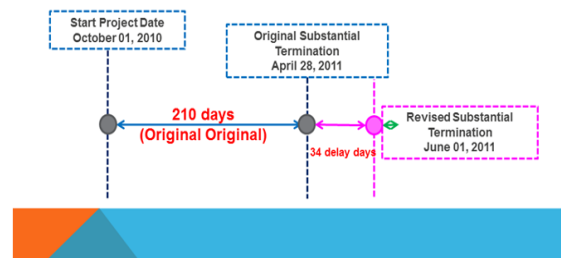 Start Project Date
October 01, 2010
Original Substantial
Termination
April 28, 2011
210 days
(Original Original)
34 delay days
Revised Substantial
Termination
June 01, 2011